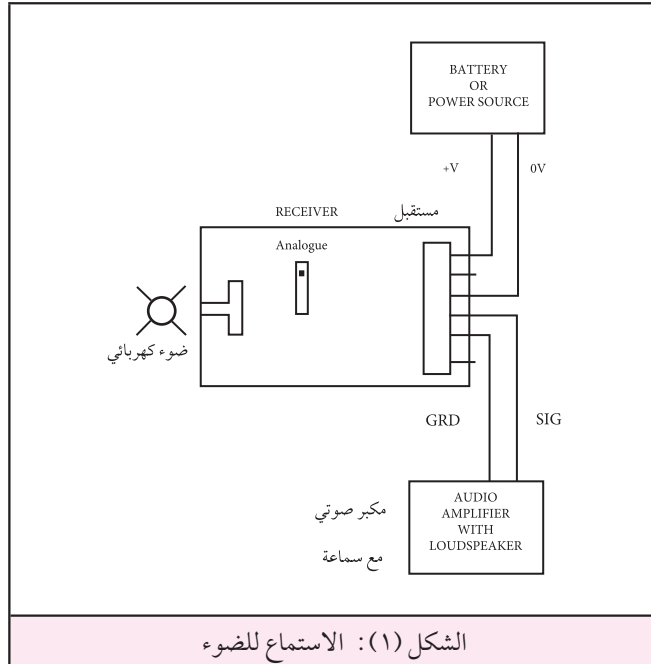 BATTERY
OR
POWER SOURCE
+V
0V
RECEIVER
مستقبل
Analogue
ضوء كهربائي
GRD
SIG
AUDIO
AMPLIFIER
WITH
LOUDSPEAKER
مكبر صوتي
مع سماعة
الشكل (١): الاستماع للضوء